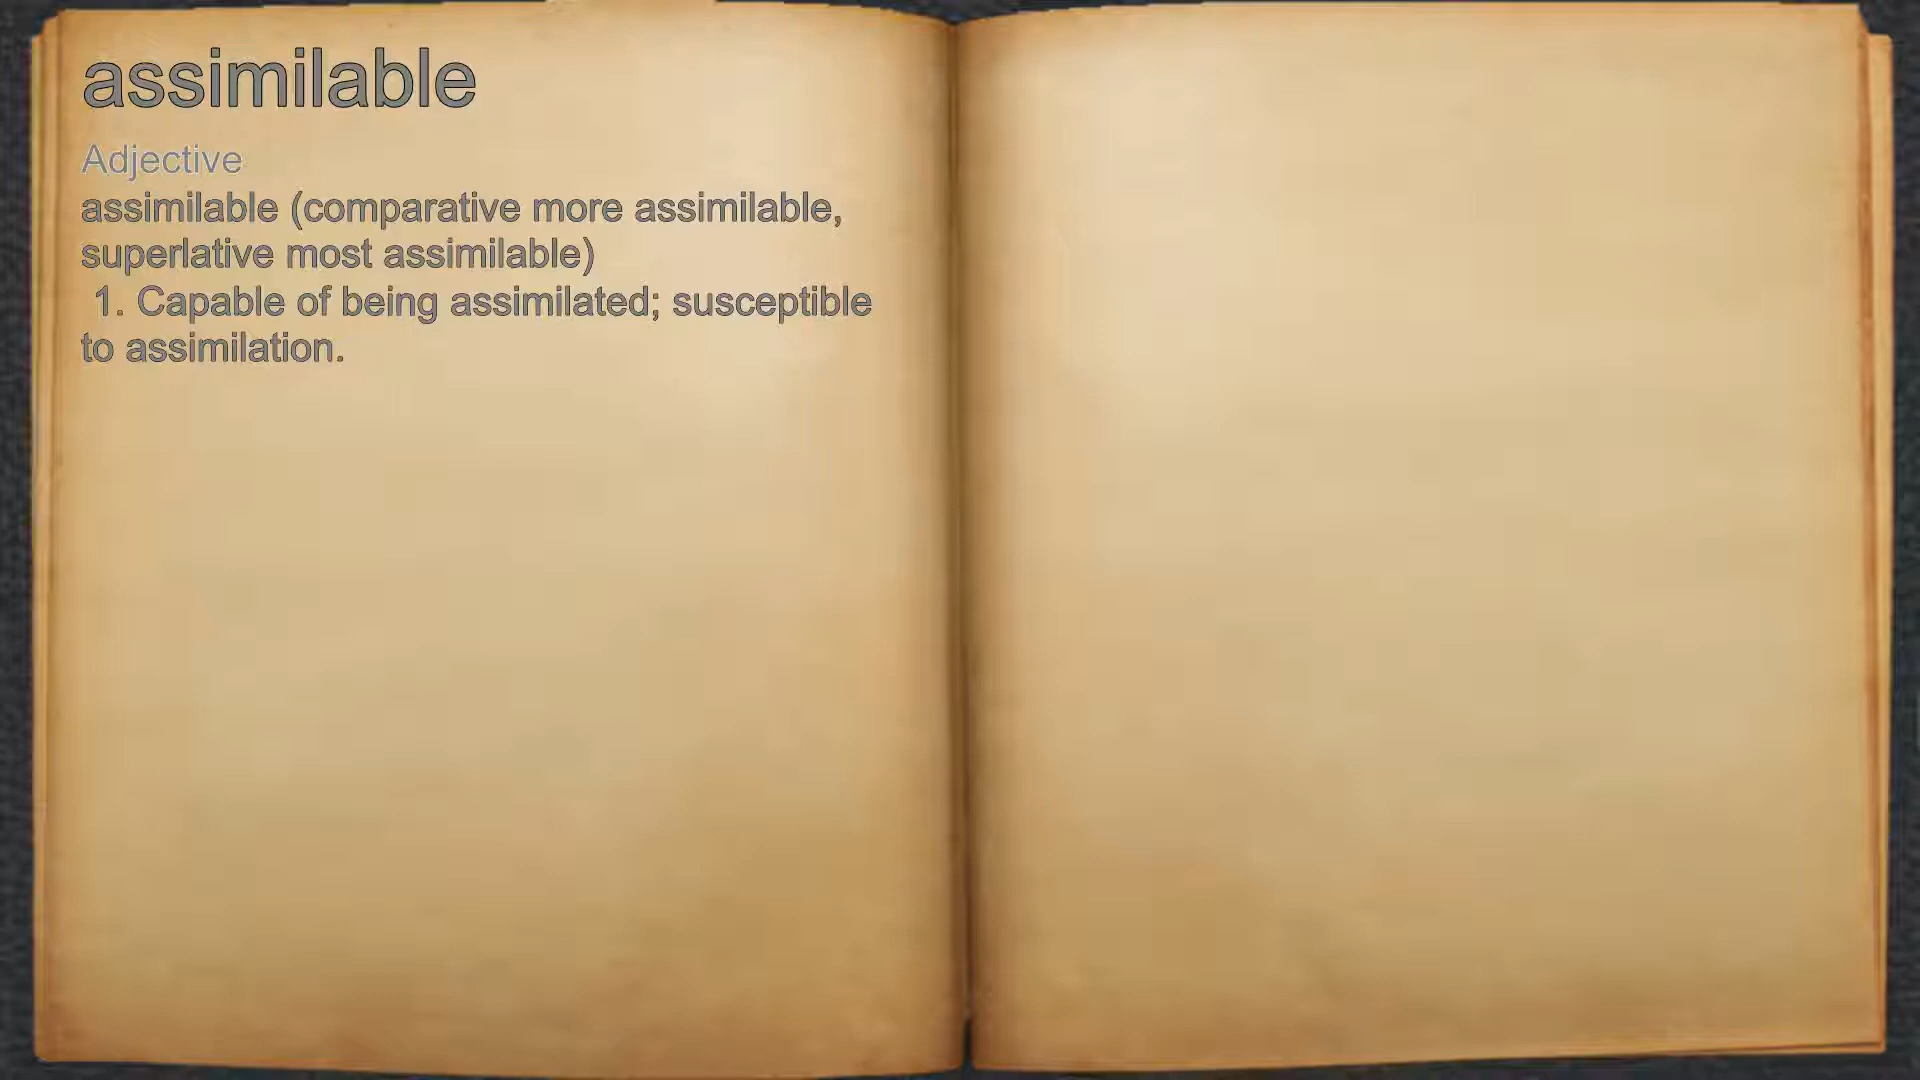 assimilable
Adjective
assimilable (comparative more assimilable,
superlative most assimilable)
1. Capable of being assimilated; susceptible
to assimilation.